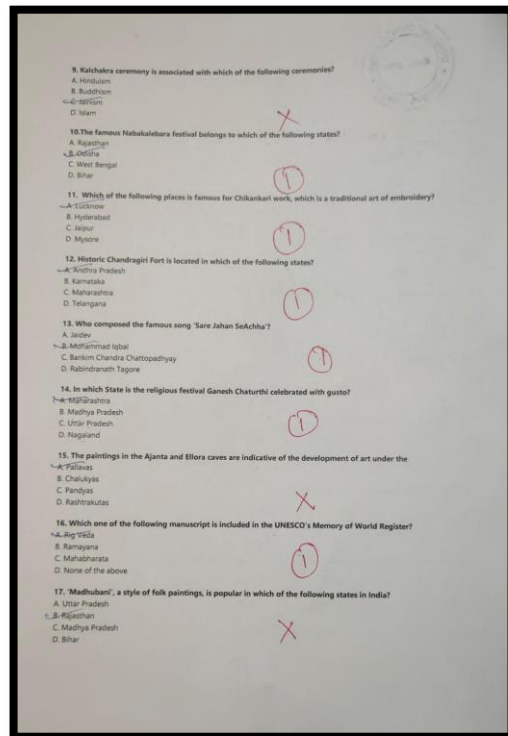 9. Kalchakra ceremony is associated with which of the following ceremonies?
A. Hinduism
B. Buddhism
C. Jainism
D. Islam
10.The famous Nabakalebara festival belongs to which of the following states?
A. Rajasthan
B. Odisha
C. West Bengal
D. Bihar
1
11. Which of the following places is famous for Chikankari work, which is a traditional art of embroidery?
A. Lucknow
B. Hyderabad
C. Jaipur
D. Mysore
1
12. Historic Chandragiri Fort is located in which of the following states?
A. Andhra Pradesh
B. Karnataka
C. Maharashtra
D. Telangana
1
13. Who composed the famous song 'Sare Jahan SeAchha'?
A. Jaidev
B. Mohammad Iqbal
C. Bankim Chandra Chattopadhyay
D. Rabindranath Tagore
1
14. In which State is the religious festival Ganesh Chaturthi celebrated with gusto?
A. Maharashtra
B. Madhya Pradesh
C. Uttar Pradesh
D. Nagaland
1
15. The paintings in the Ajanta and Ellora caves are indicative of the development of art under the
A. Pallavas
B. Chalukyas
C. Pandyas
D. Rashtrakutas
16. Which one of the following manuscript is included in the UNESCO's Memory of World Register?
A. Rig Veda
B. Ramayana
C. Mahabharata
D. None of the above
1
17. 'Madhubani', a style of folk paintings, is popular in which of the following states in India?
A. Uttar Pradesh
B. Rajasthan
C. Madhya Pradesh
D. Bihar